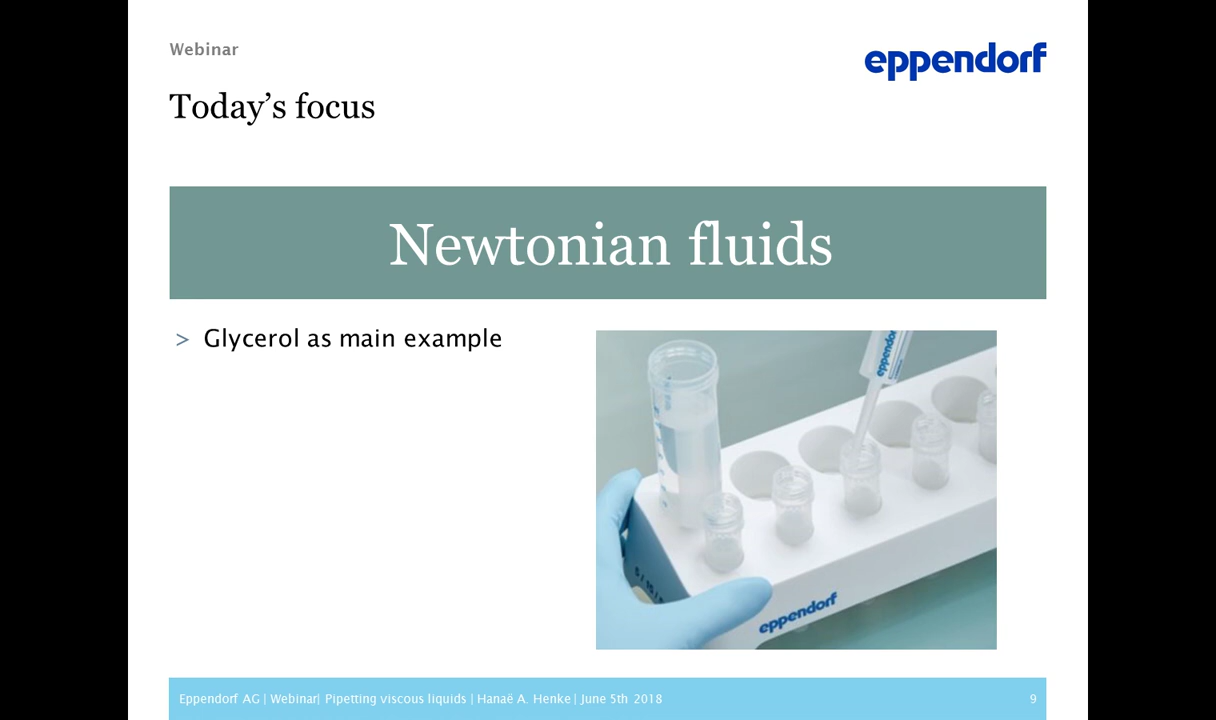 Webinar
eppendorf
Today’s focus
Newtonian fluids
> Glycerol as main example
eppendorf
eppendorf
Eppendorf AG | Webinar| Pipetting viscous liquids | Hanaë A. Henke | June 5th 2018
9